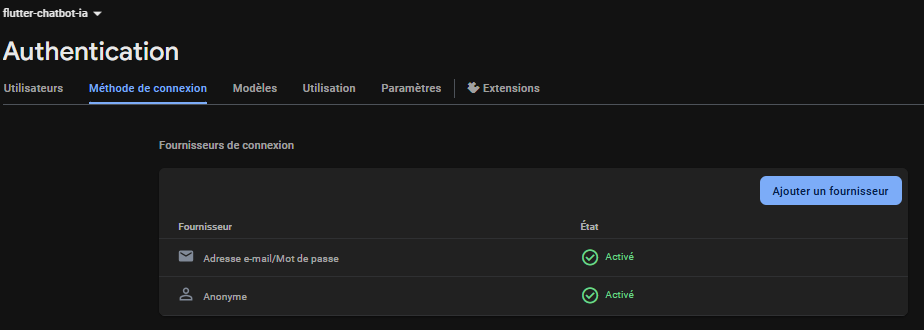 flutter-chatbot-ia
Authentication
Utilisateurs Méthode de connexion Modèles Utilisation Paramètres Extensions
Fournisseurs de connexion
Ajouter un fournisseur
Fournisseur État
Adresse e-mail/Mot de passe Activé
Anonyme Activé